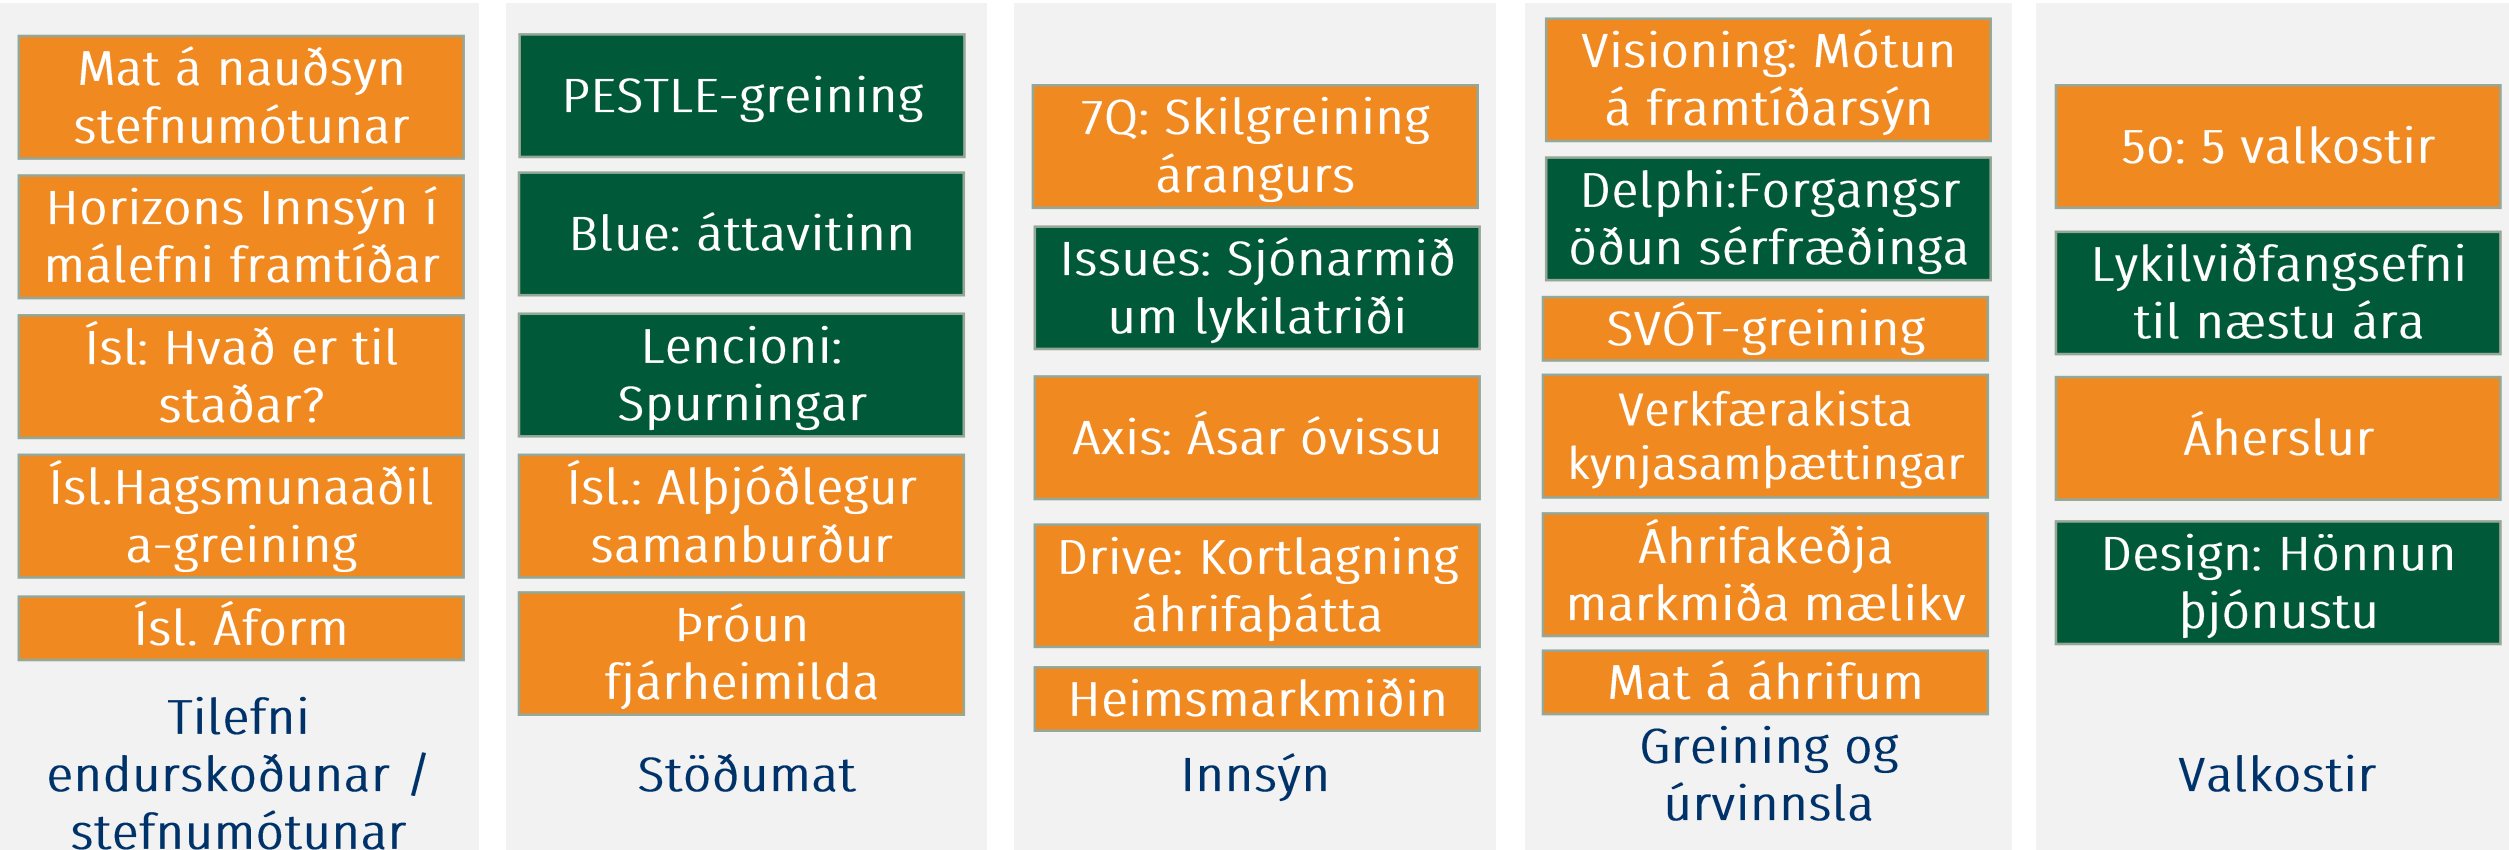 Mat á nauðsyn
stefnumótunar
Horizons Innsýn í
málefni framtíðar
Ísl: Hvað er til
staðar?
Ísl.Hagsmunaaðil
a-greining
Ísl. Áform
Tilefni
endurskoðunar /
stefnumótunar
PESTLE-greining
Blue: áttavitinn
Lencioni:
Spurningar
Ísl.: Alþjóðlegur
samanburður
Þróun
fjárheimilda
Stöðumat
7Q: Skilgreining
árangurs
Issues: Sjónarmið
um lykilatriði
Axis: Ásar óvissu
Drive: Kortlagning
áhrifaþátta
Heimsmarkmiðin
Innsýn
Visioning: Mótun
á framtíðarsýn
Delphi:Forgangsr
öðun sérfræðinga
SVÓT-greining
Verkfærakista
kynjasamþættingar
Áhrifakeðja
markmiða mælikv
Mat á áhrifum
Greining og
úrvinnsla
5o: 5 valkostir
Lykilviðfangsefni
til næstu ára
Áherslur
Design: Hönnun
þjónustu
Valkostir